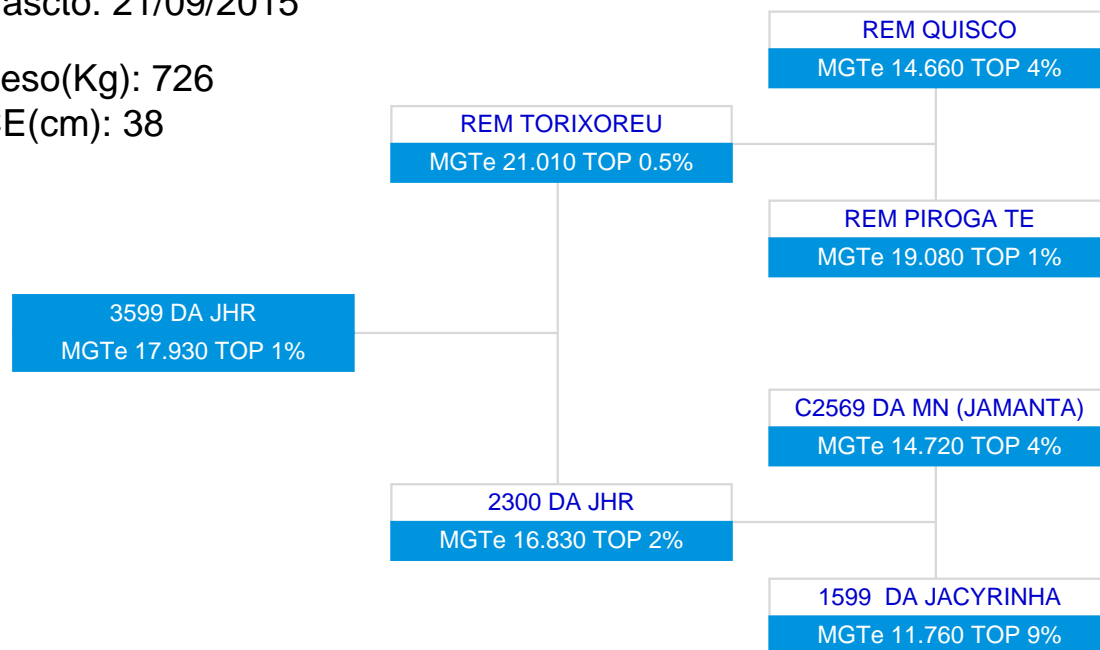 ascto: 21/09/2015
eso(Kg): 726
E(cm): 38
REM QUISCO
MGTe 14.660 TOP 4%
REM TORIXOREU
MGTe 21.010 TOP 0.5%
REM PIROGA TE
MGTe 19.080 TOP 1%
3599 DA JHR
MGTe 17.930 TOP 1%
C2569 DA MN (JAMANTA)
MGTe 14.720 TOP 4%
2300 DA JHR
MGTe 16.830 TOP 2%
1599 DA JACYRINHA
MGTe 11.760 TOP 9%